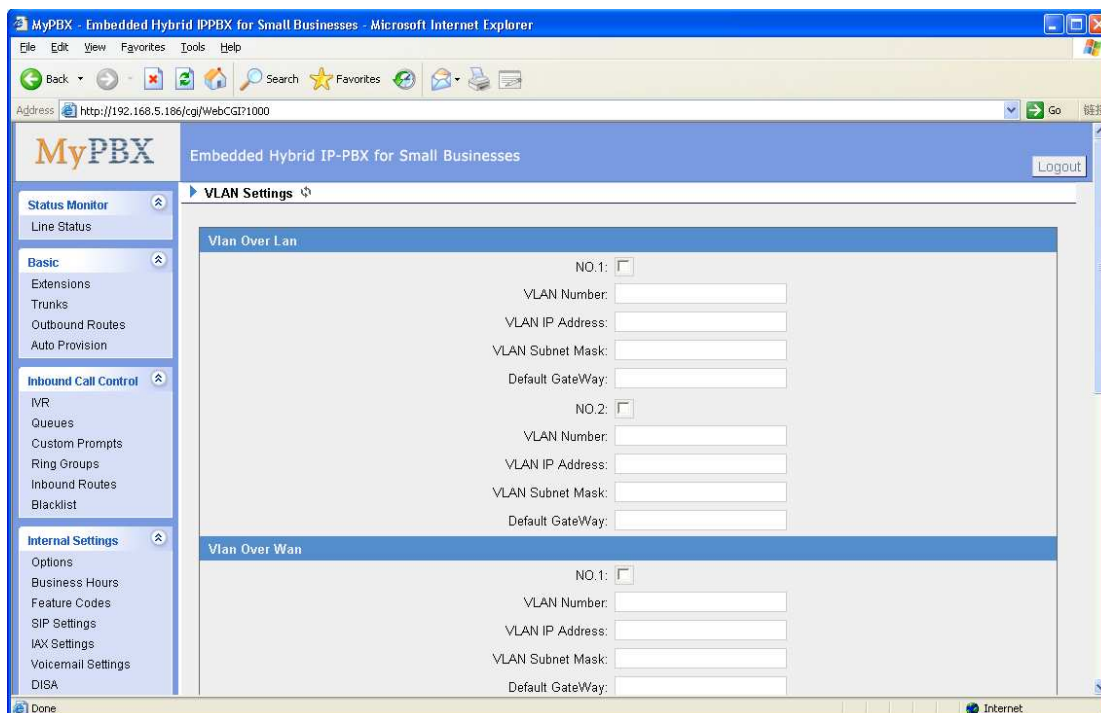 MyPBX - Embedded Hybrid IPPBX for Small Businesses - Microsoft Internet Explorer
File Edit View Favorites Tools Help
Back Search Favorites
Address http://192.168.5.186/cgi/WebCGI?1000 Go
MyPBX
Embedded Hybrid IP-PBX for Small Businesses
Logout
Status Monitor
Line Status
Basic
Extensions
Trunks
Outbound Routes
Auto Provision
Inbound Call Control
IVR
Queues
Custom Prompts
Ring Groups
Inbound Routes
Blacklist
Internal Settings
Options
Business Hours
Feature Codes
SIP Settings
IAX Settings
Voicemail Settings
DISA
VLAN Settings
Vlan Over Lan
NO.1:
VLAN Number:
VLAN IP Address:
VLAN Subnet Mask:
Default GateWay:
NO.2:
VLAN Number:
VLAN IP Address:
VLAN Subnet Mask:
Default GateWay:
Vlan Over Wan
NO.1:
VLAN Number:
VLAN IP Address:
VLAN Subnet Mask:
Default GateWay:
Done Internet